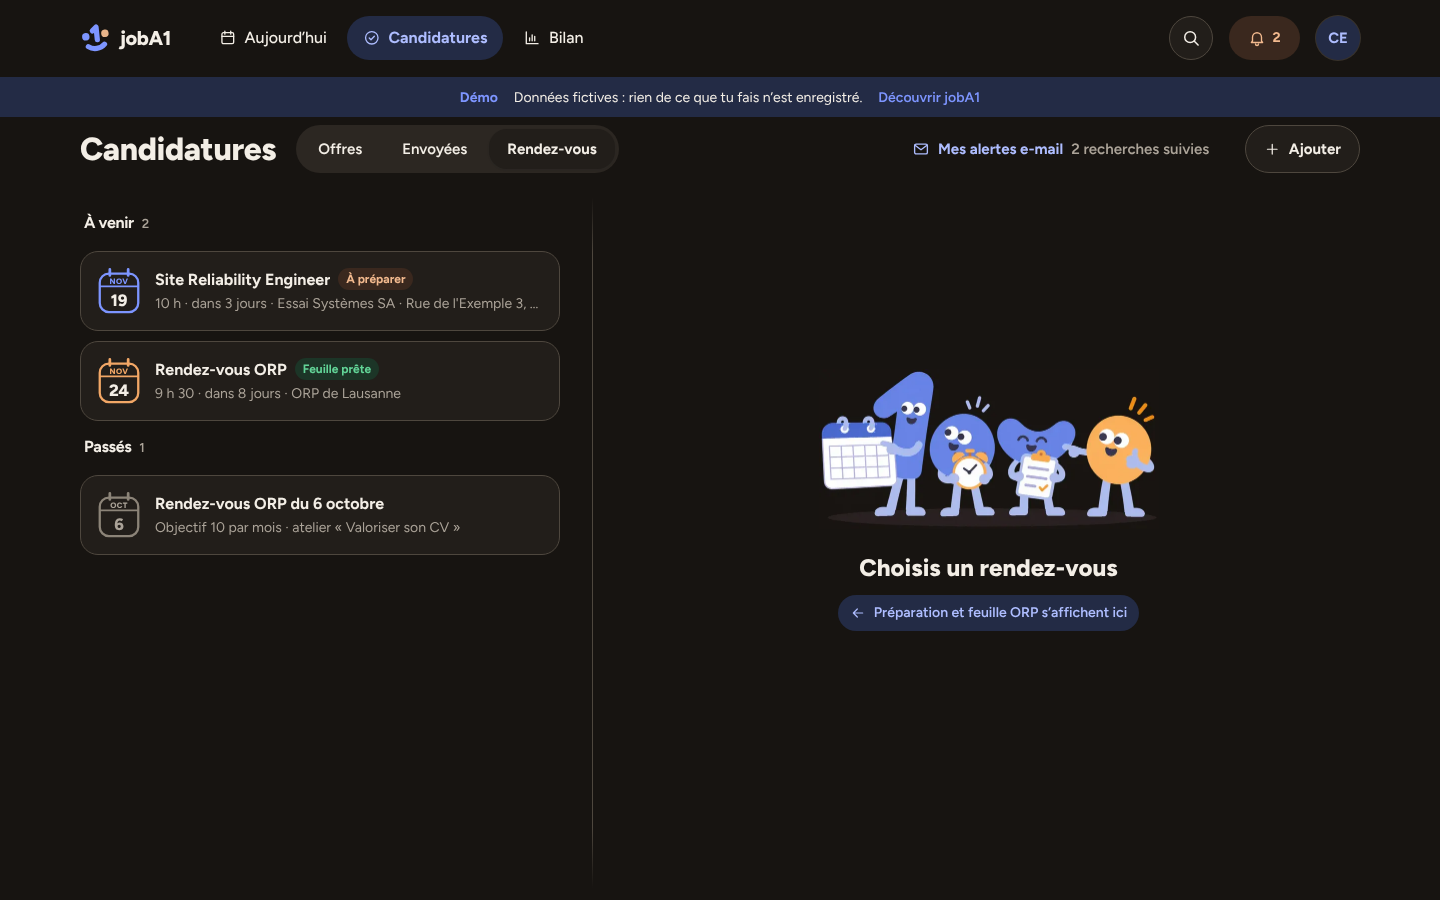 jobA1
Aujourd’hui
Candidatures
Bilan
2
CE
Démo Données fictives : rien de ce que tu fais n’est enregistré. Découvrir jobA1
Candidatures
Offres
Envoyées
Rendez-vous
Mes alertes e-mail 2 recherches suivies
Ajouter
À venir 2
NOV
19
Site Reliability Engineer À préparer
10 h · dans 3 jours · Essai Systèmes SA · Rue de l'Exemple 3, ...
NOV
24
Rendez-vous ORP Feuille prête
9 h 30 · dans 8 jours · ORP de Lausanne
Passés 1
OCT
6
Rendez-vous ORP du 6 octobre
Objectif 10 par mois · atelier « Valoriser son CV »
Choisis un rendez-vous
Préparation et feuille ORP s’affichent ici